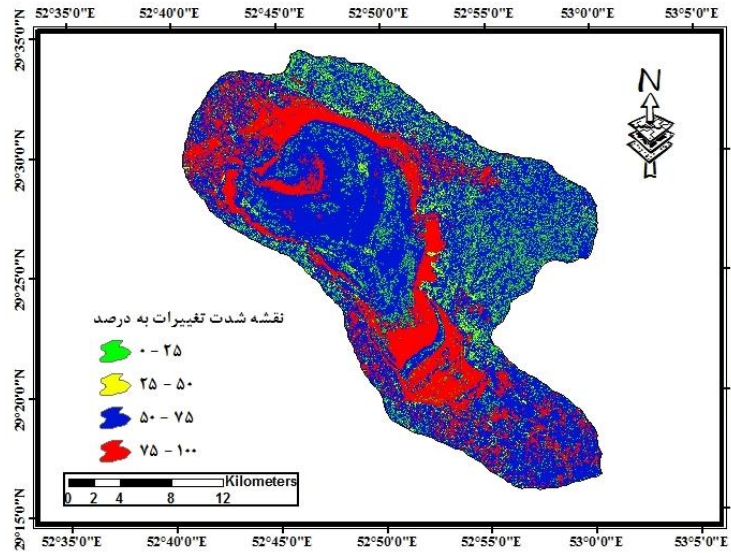 52°35'0"E 52°40'0"E 52°45'0"E 52°50'0"E 52°55'0"E 53°0'0"E 53°5'0"E
29°35'0"N
29°30'0"N
29°25'0"N
29°20'0"N
29°15'0"N
N
نقشه شدت تغییرات به درصد
۰ - ۲۵
۲۵ - ۵۰
۵۰ - ۷۵
۷۵ - ۱۰۰
Kilometers
0 2 4 8 12
52°35'0"E 52°40'0"E 52°45'0"E 52°50'0"E 52°55'0"E 53°0'0"E 53°5'0"E